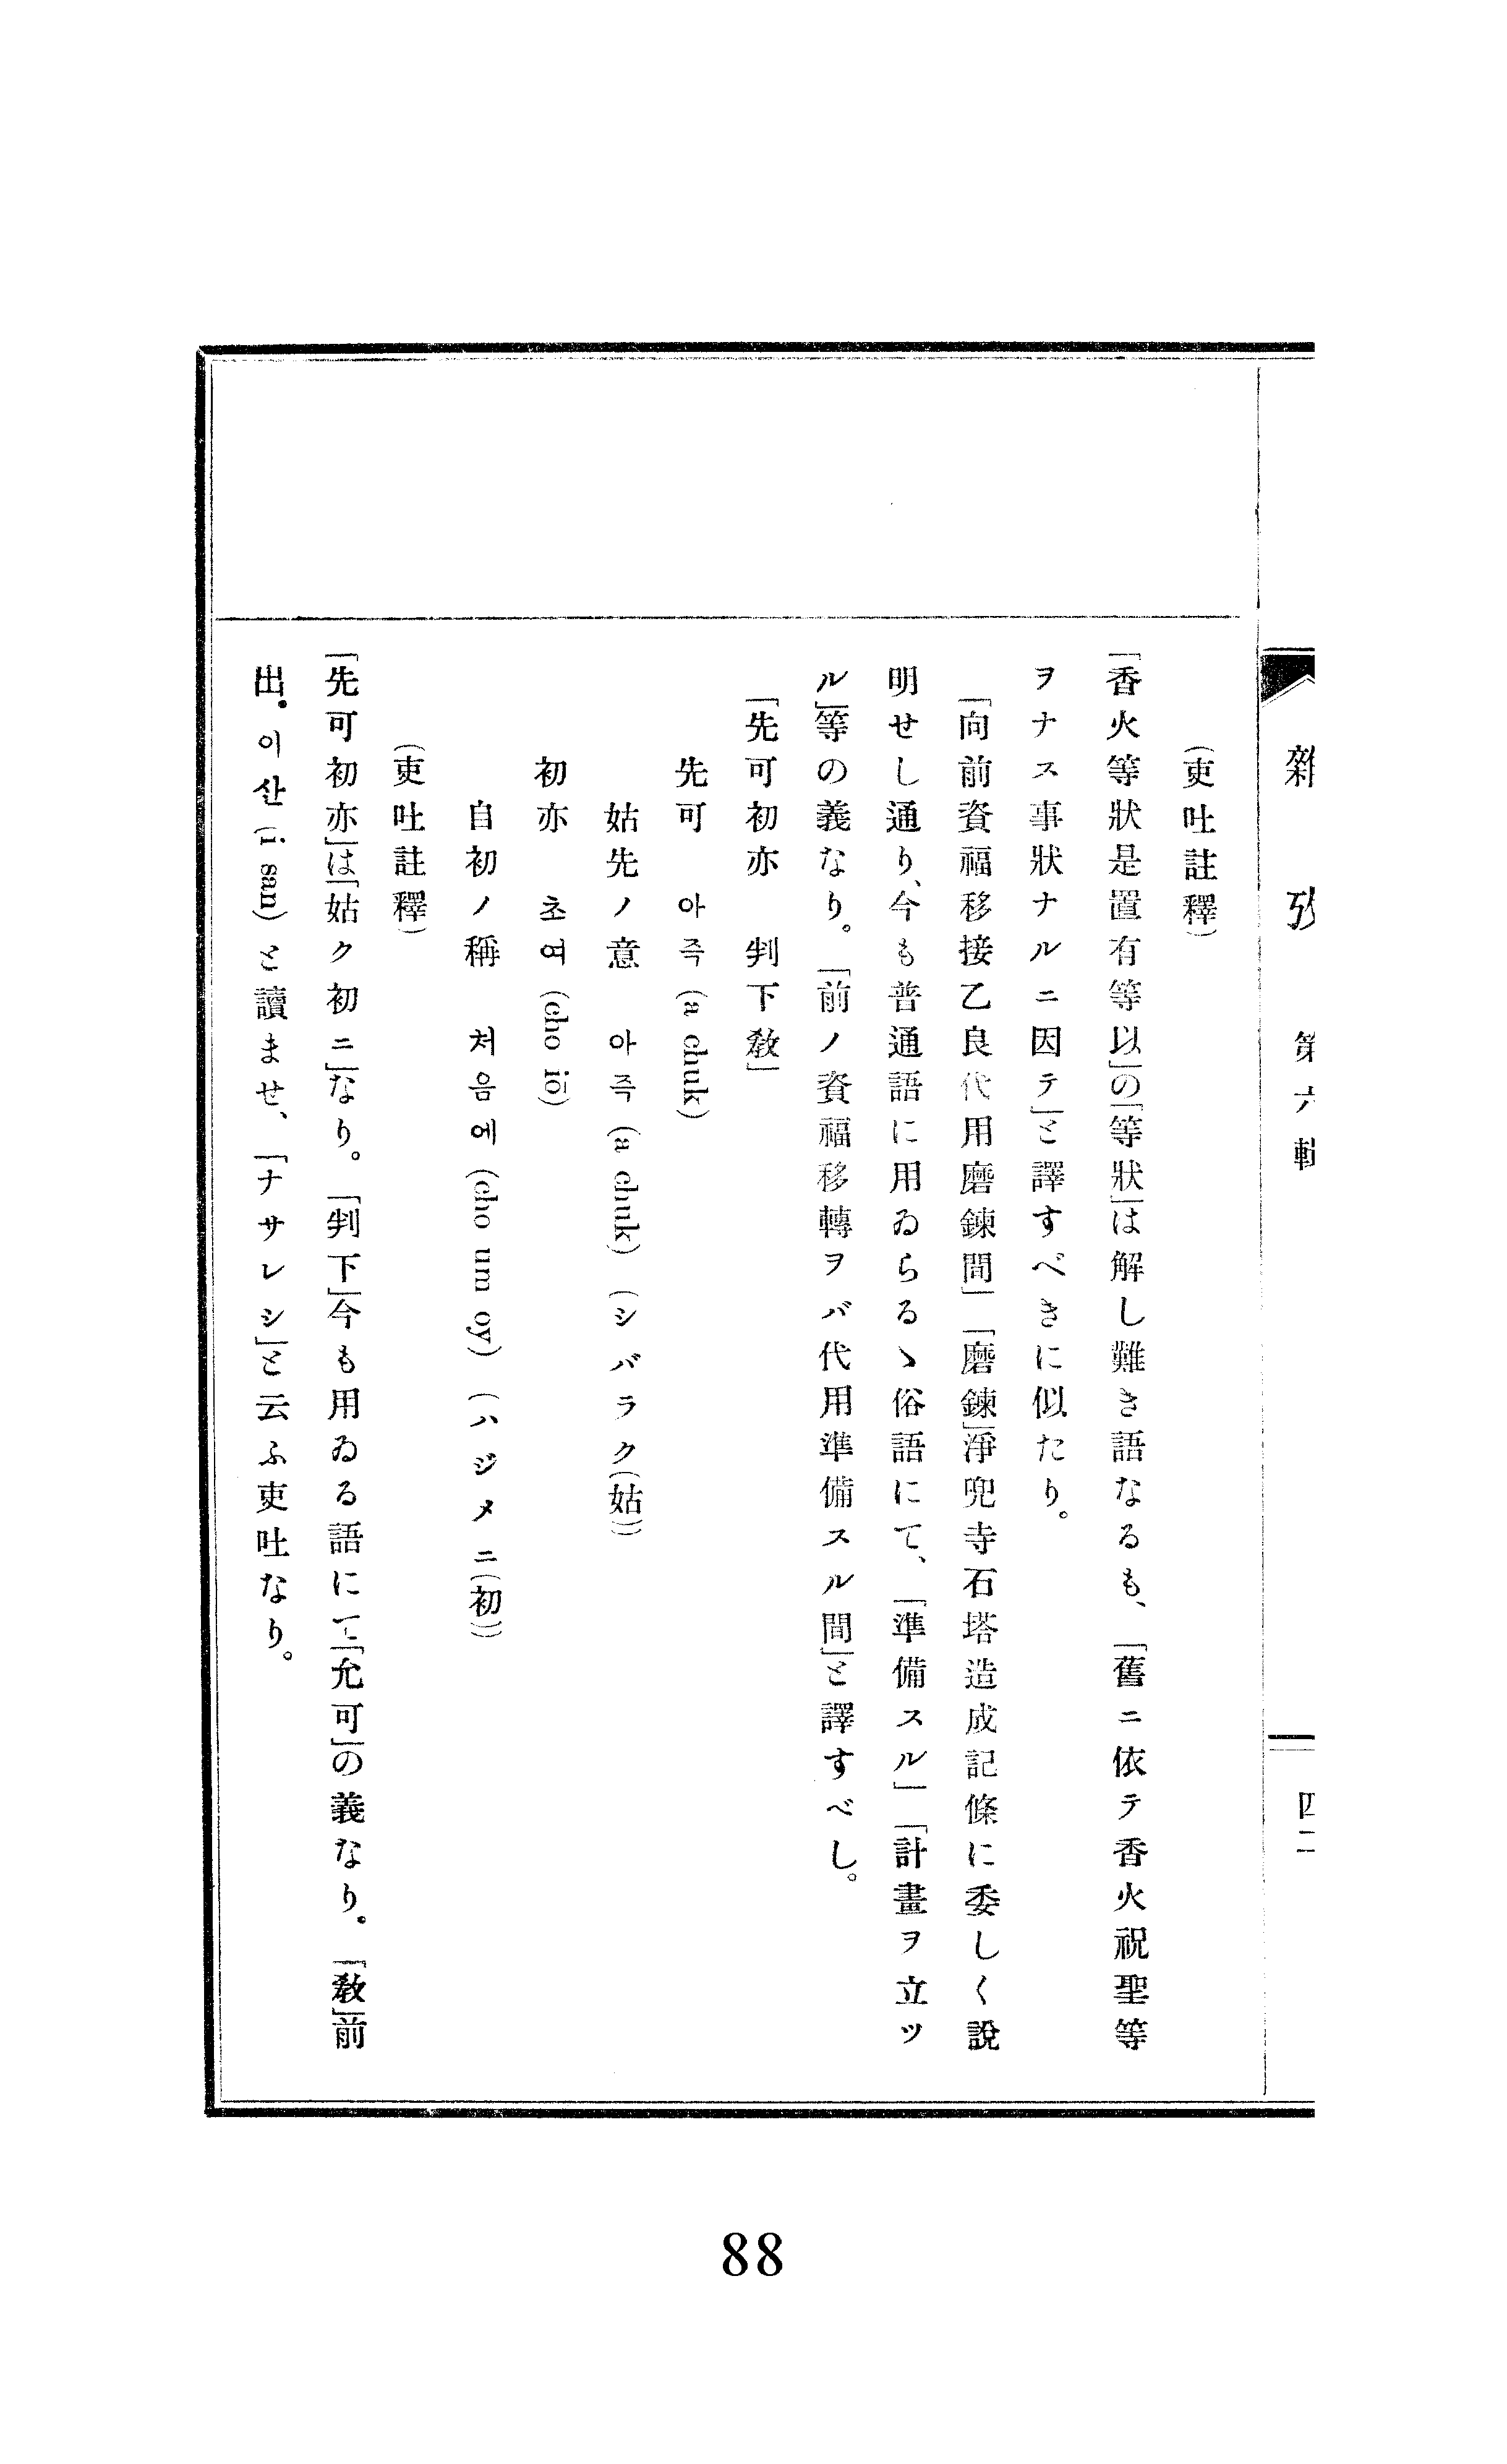 雜攷 第六輯 四二
(吏吐註釋)
「香火等狀是置有等以」の「等狀」は解し難き語なるも、「舊ニ依テ香火祝聖等
ヲナス事狀ナルニ因テ」と譯すべきに似たり。
「向前資福移接乙良代用磨鍊間」「磨鍊」淨兜寺石塔造成記條に委しく說
明せし通り、今も普通語に用ゐらるゝ俗語にて、「準備スル」「計畫ヲ立ツ
ル」等の義なり。「前ノ資福移轉ヲバ代用準備スル間」と譯すべし。
「先可初亦 判下敎」
先可 아즉 (a chuk)
姑先ノ意 아즉 (a chuk) (シバラク(姑))
初亦 초여 (cho iŏ)
自初ノ稱 처음에 (cho um oy) (ハジメニ(初))
(吏吐註釋)
「先可初亦」は「姑ク初ニ」なり。「判下」今も用ゐる語にて「允可」の義なり。「敎」前
出。이산 (i san) と讀ませ、「ナサレシ」と云ふ吏吐なり。
88